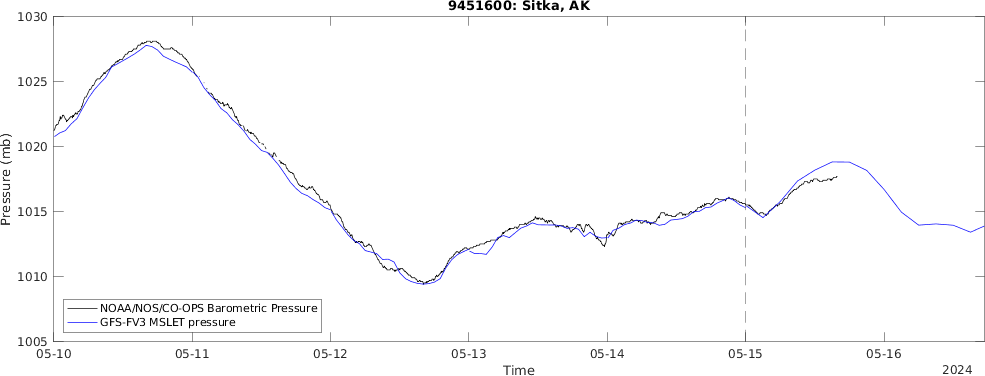 9451600: Sitka, AK
1030
1025
1020
1015
1010
1005
Pressure (mb)
NOAA/NOS/CO-OPS Barometric Pressure
GFS-FV3 MSLET pressure
05-10 05-11 05-12 05-13 05-14 05-15 05-16
Time
2024